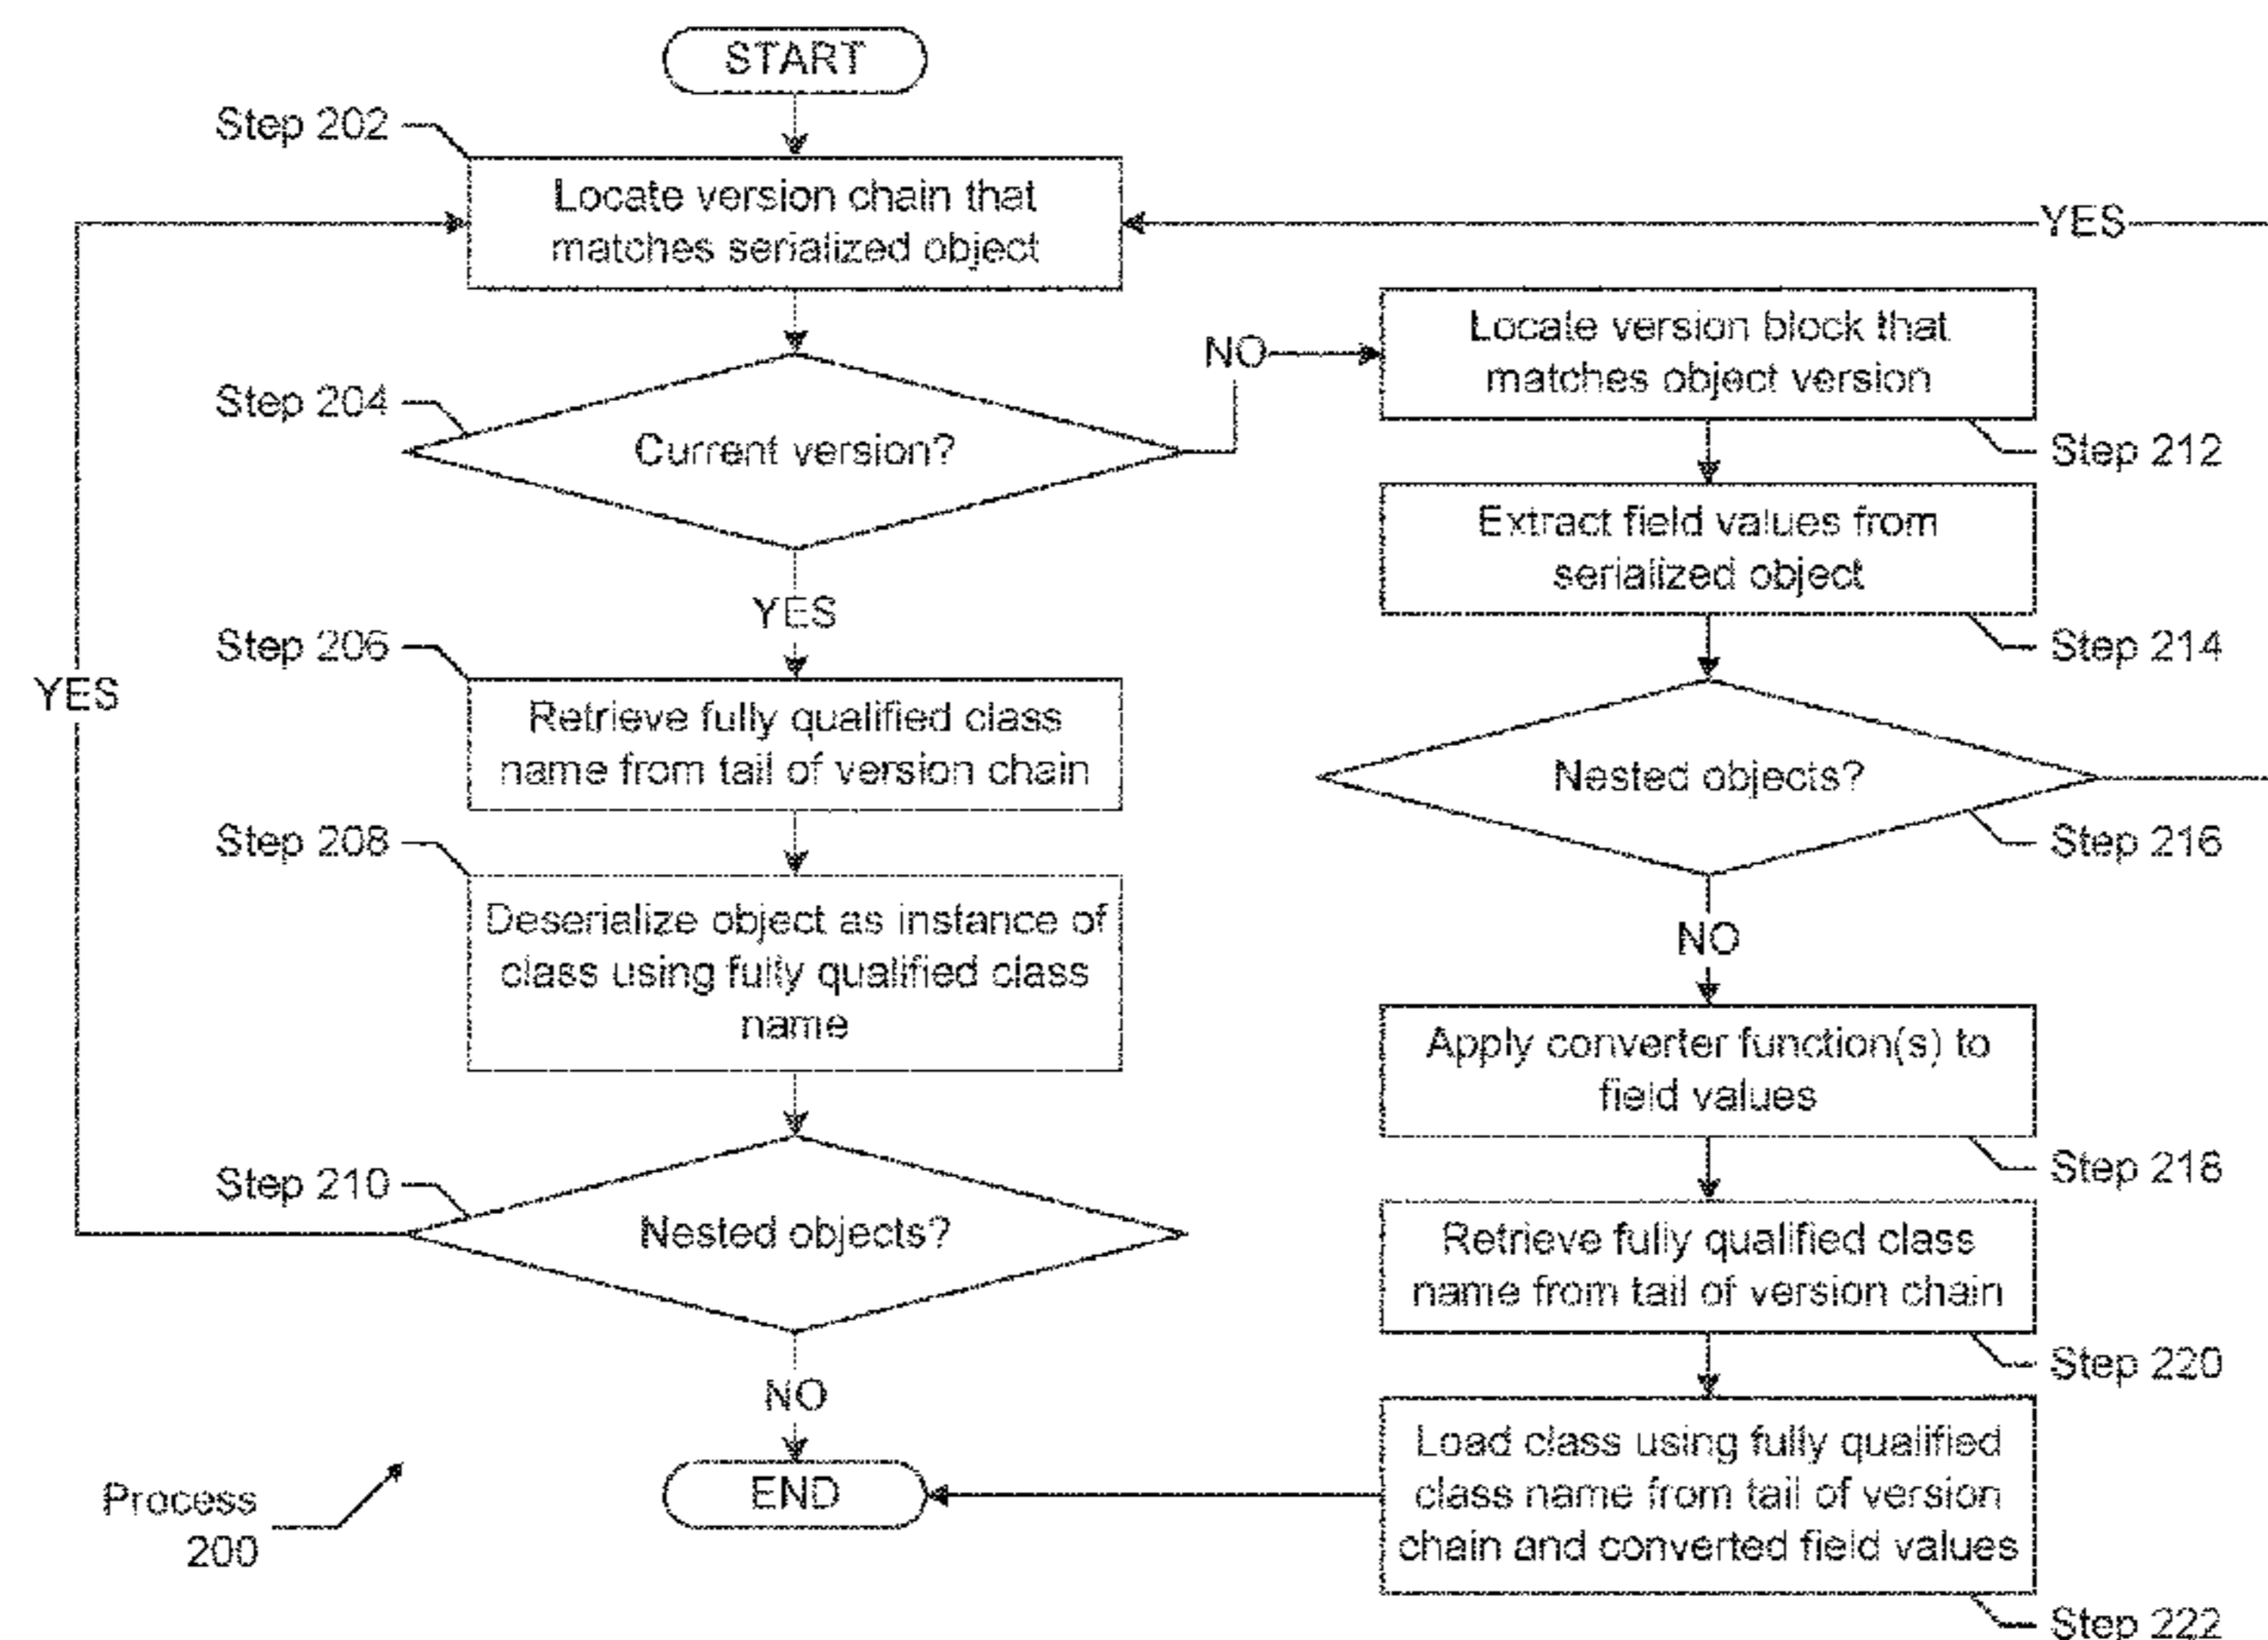 START
Step 202
Locate version chain that
matches serialized object
YES
Step 204
Current version?
NO
Locate version block that
matches object version
Step 212
Extract field values from
serialized object
Step 214
YES
Step 206
Retrieve fully qualified class
name from tail of version chain
YES
Nested objects?
Step 216
Step 208
Deserialize object as instance of
class using fully qualified class
name
NO
Apply converter function(s) to
field values
Step 218
Step 210
Nested objects?
Retrieve fully qualified class
name from tail of version chain
Step 220
NO
END
Load class using fully qualified
class name from tail of version
chain and converted field values
Step 222
Process
200